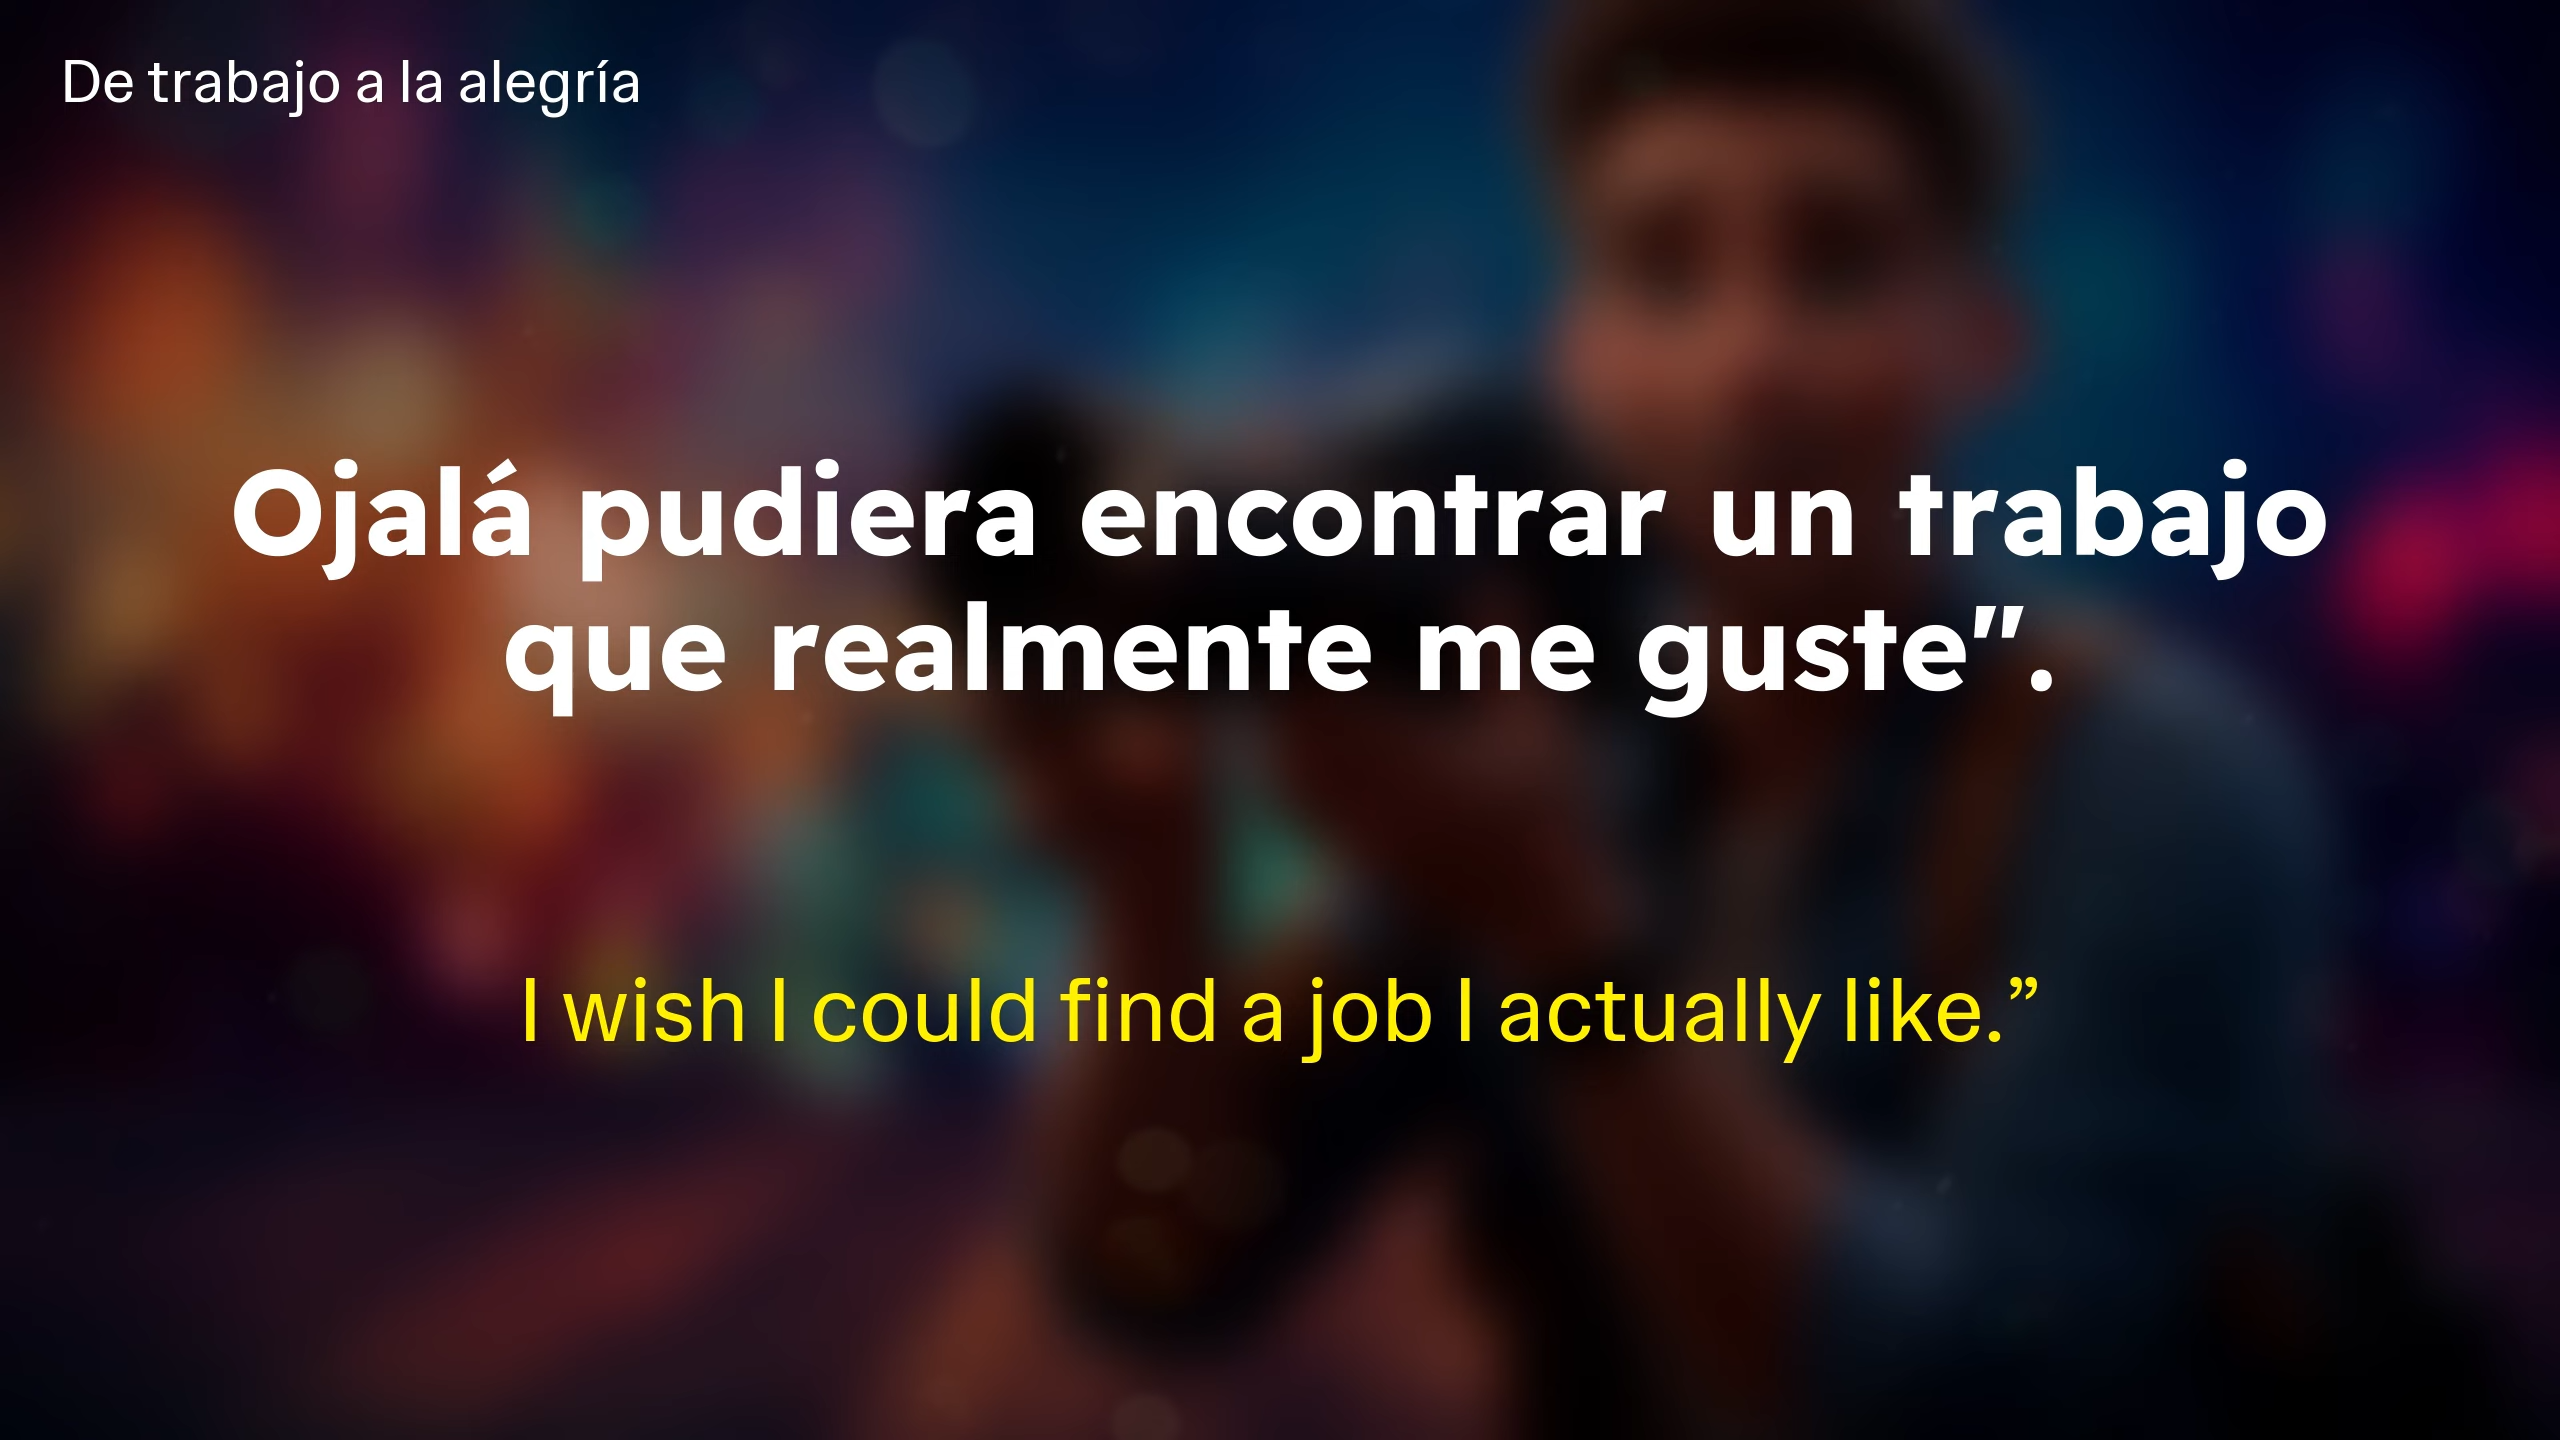 De trabajo a la alegría
Ojalá pudiera encontrar un trabajo
que realmente me guste".
I wish I could find a job I actually like.”